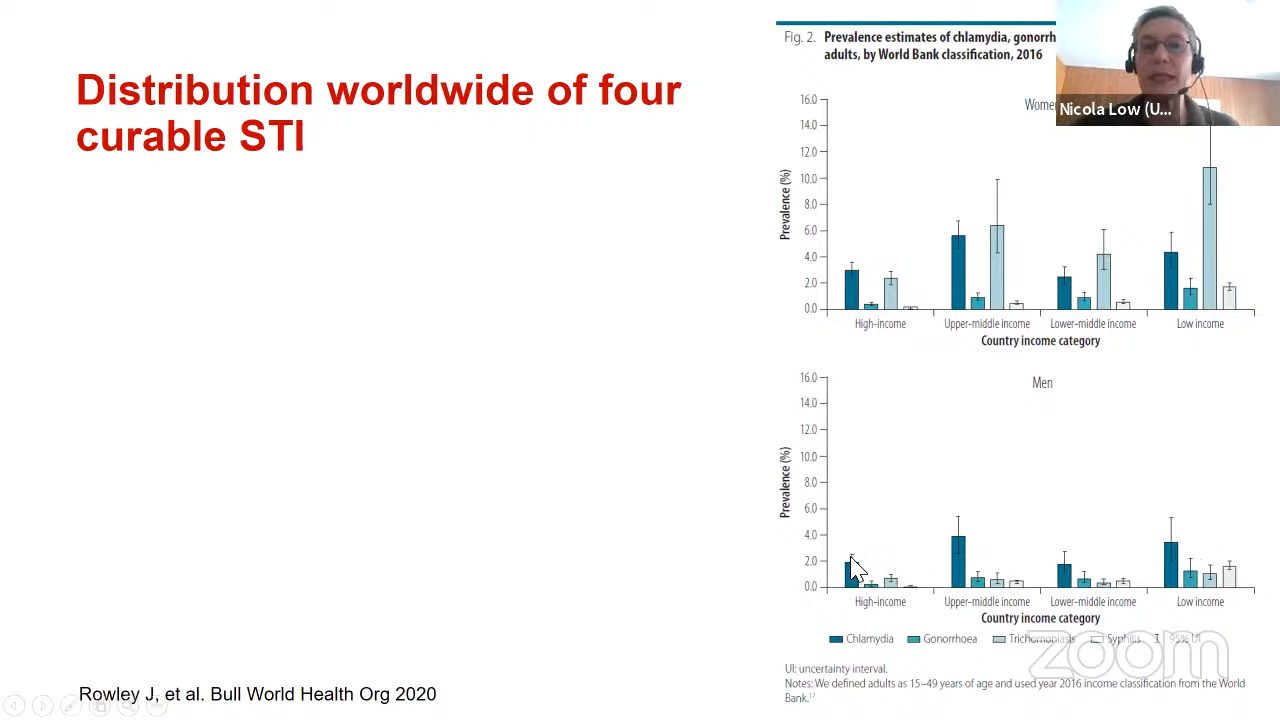 Distribution worldwide of four
curable STI
Rowley J, et al. Bull World Health Org 2020
Fig. 2. Prevalence estimates of chlamydia, gonorrh
adults, by World Bank classification, 2016
Nicola Low (U...
Wome
Prevalence (%)
16.0
14.0
12.0
10.0
8.0
6.0
4.0
2.0
0.0
High-income Upper-middle income Lower-middle income Low income
Country income category
Men
Prevalence (%)
16.0
14.0
12.0
10.0
8.0
6.0
4.0
2.0
0.0
High-income Upper-middle income Lower-middle income Low income
Country income category
Chlamydia Gonorrhoea Trichomoniasis Syphilis 95% UI
zoom
UI: uncertainty interval.
Notes: We defined adults as 15–49 years of age and used year 2016 income classification from the World
Bank.17